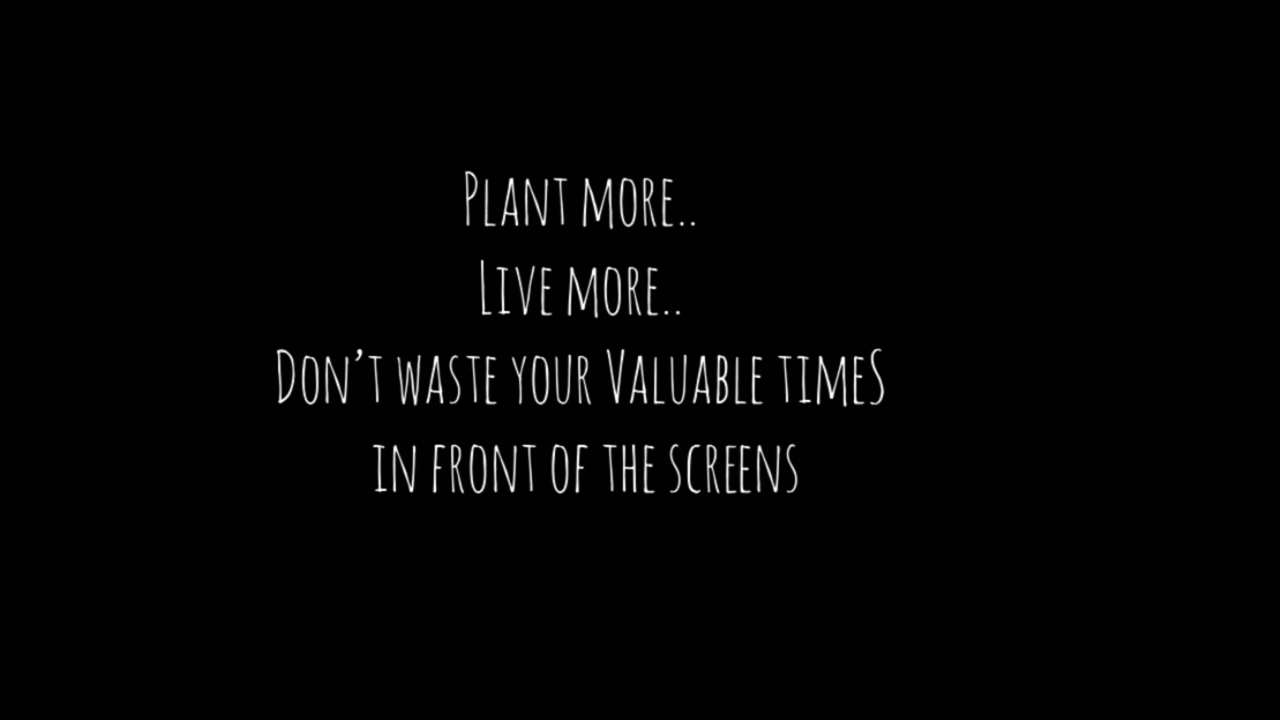 Plant more..
Live more..
Don’t waste your Valuable timeS
in front of the screens